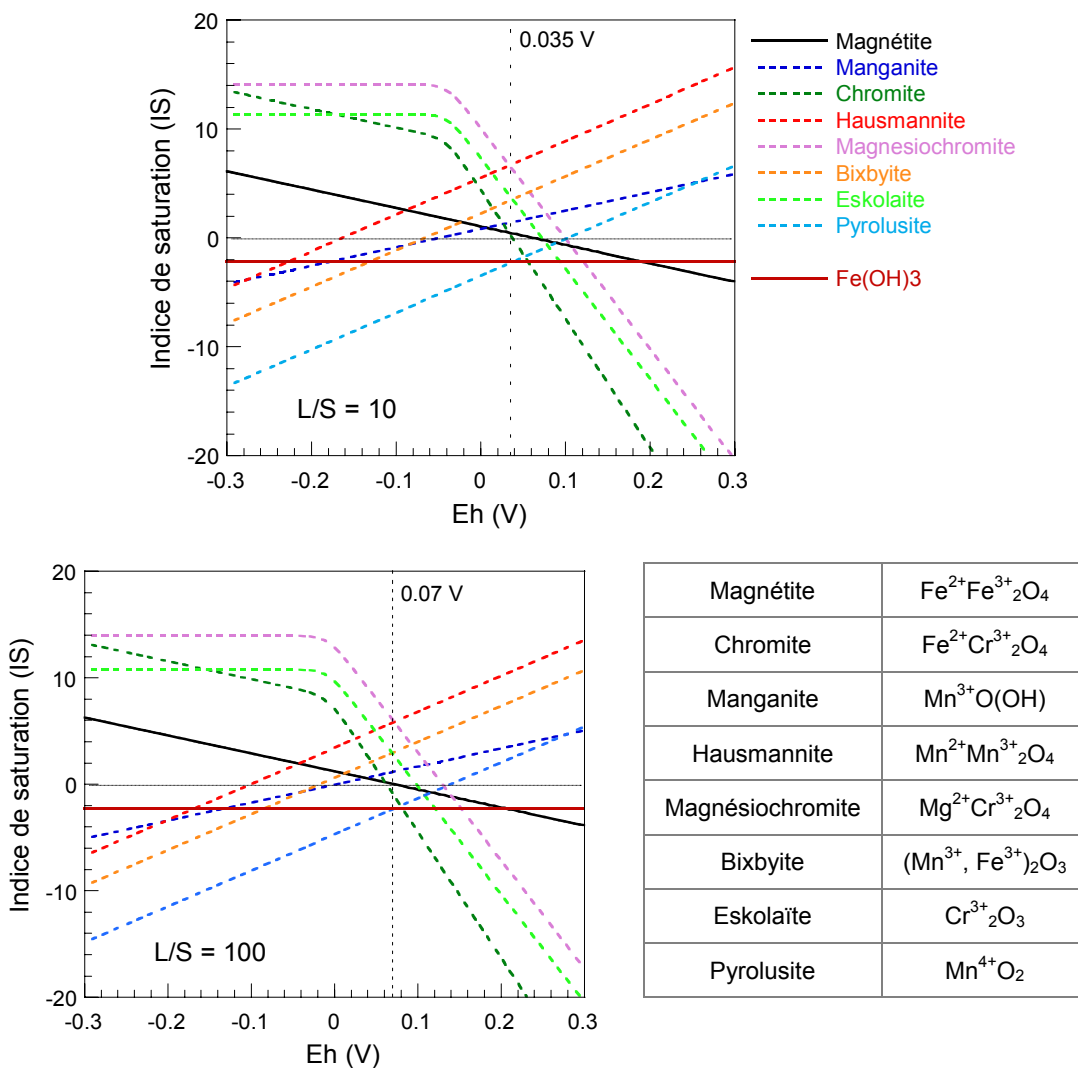 20
10
0
-10
-20
Indice de saturation (IS)
0.035 V
L/S = 10
-0.3
-0.2
-0.1
0
0.1
0.2
0.3
Eh (V)
Magnétite
Manganite
Chromite
Hausmannite
Magnesiochromite
Bixbyite
Eskolaite
Pyrolusite
Fe(OH)3
20
10
0
-10
-20
Indice de saturation (IS)
0.07 V
L/S = 100
-0.3
-0.2
-0.1
0
0.1
0.2
0.3
Eh (V)
Magnétite Fe²⁺Fe³⁺₂O₄
Chromite Fe²⁺Cr³⁺₂O₄
Manganite Mn³⁺O(OH)
Hausmannite Mn²⁺Mn³⁺₂O₄
Magnésiochromite Mg²⁺Cr³⁺₂O₄
Bixbyite (Mn³⁺, Fe³⁺)₂O₃
Eskolaïte Cr³⁺₂O₃
Pyrolusite Mn⁴⁺O₂